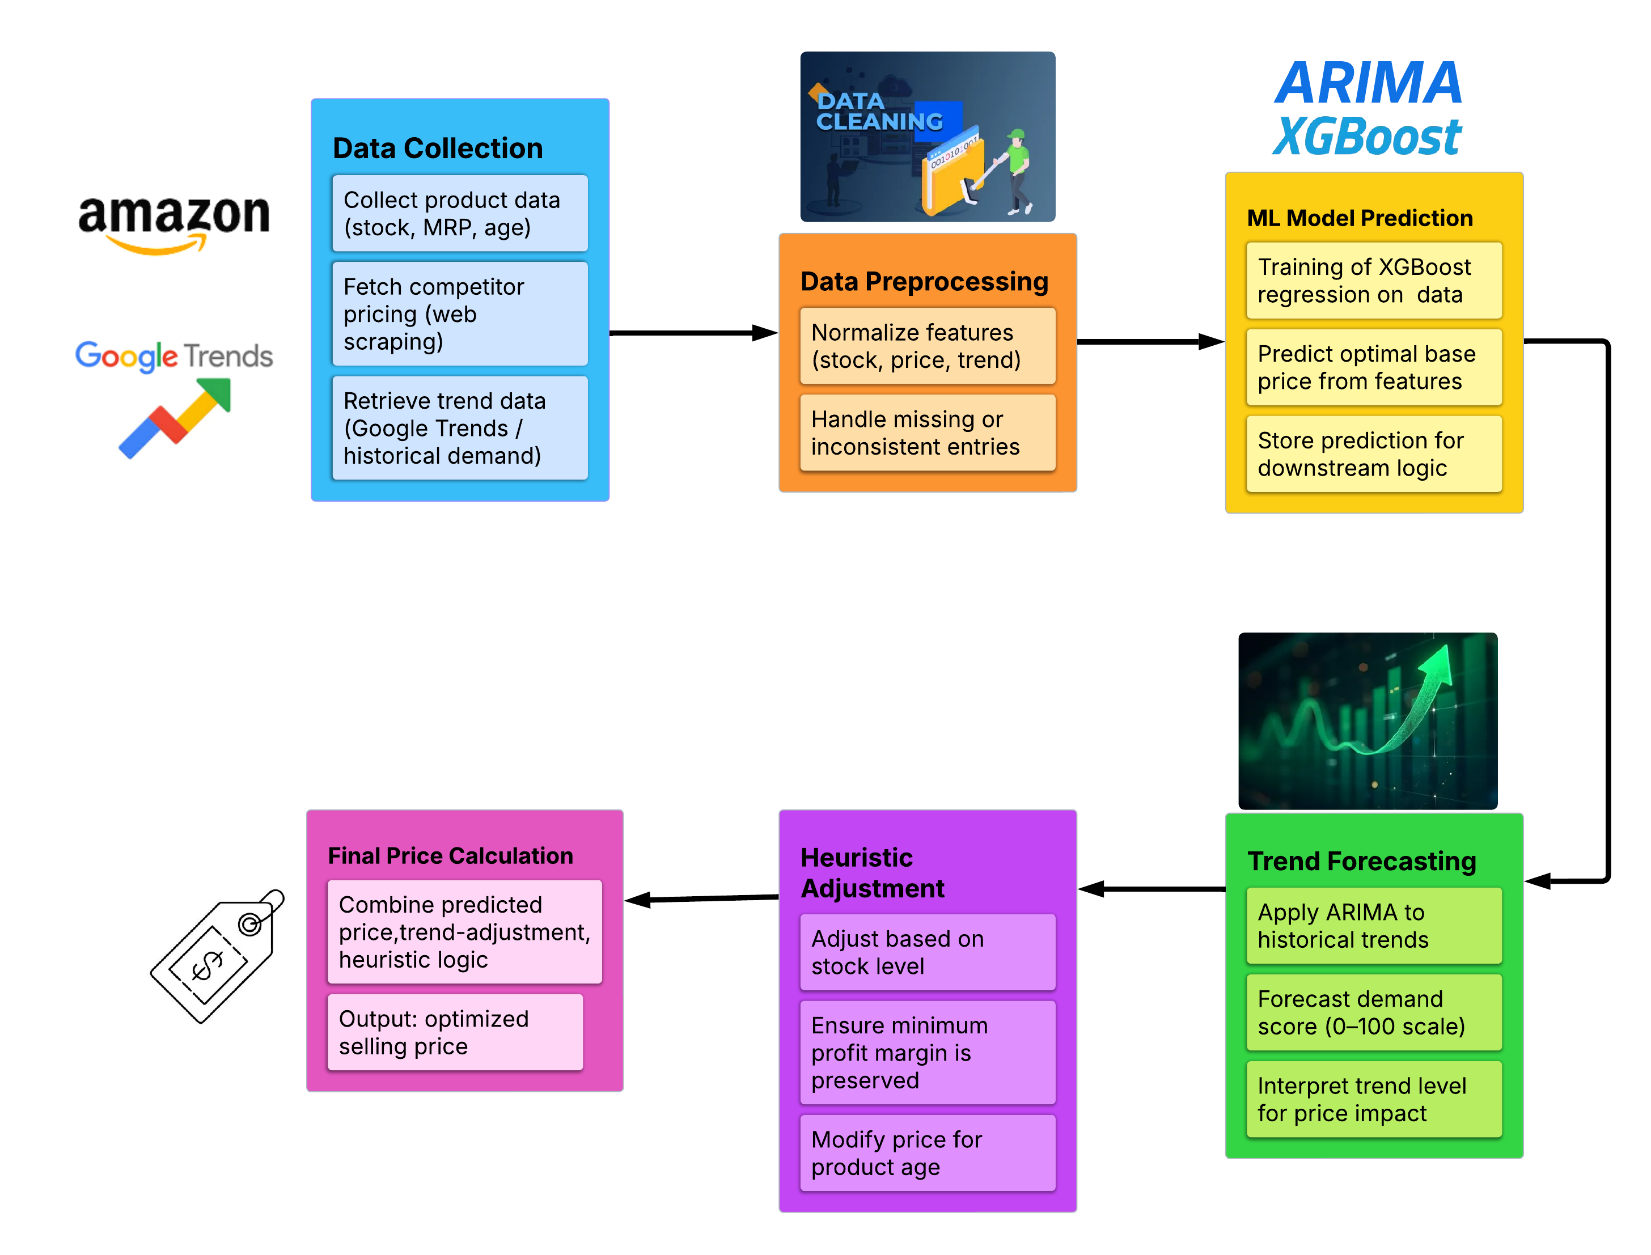 amazon
Google Trends
Data Collection
Collect product data
(stock, MRP, age)
Fetch competitor
pricing (web
scraping)
Retrieve trend data
(Google Trends /
historical demand)
DATA
CLEANING
Data Preprocessing
Normalize features
(stock, price, trend)
Handle missing or
inconsistent entries
ARIMA
XGBoost
ML Model Prediction
Training of XGBoost
regression on  data
Predict optimal base
price from features
Store prediction for
downstream logic
Trend Forecasting
Apply ARIMA to
historical trends
Forecast demand
score (0–100 scale)
Interpret trend level
for price impact
Heuristic
Adjustment
Adjust based on
stock level
Ensure minimum
profit margin is
preserved
Modify price for
product age
Final Price Calculation
Combine predicted
price,trend-adjustment,
heuristic logic
Output: optimized
selling price
$